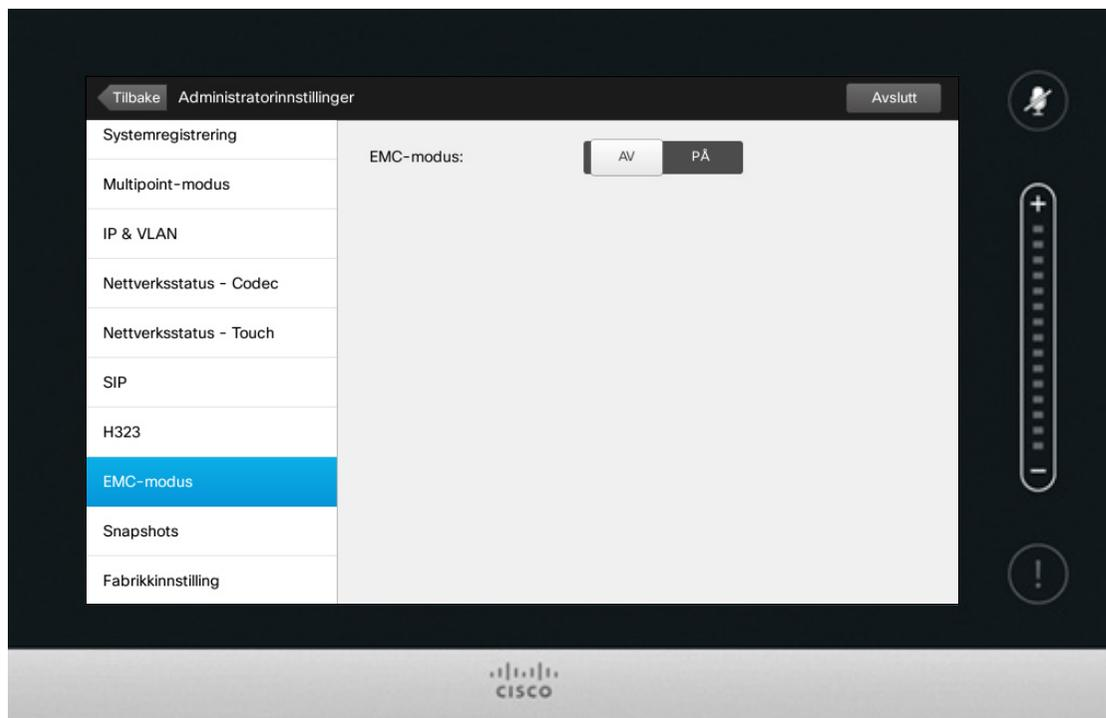 Tilbake Administratorinnstillinger Avslutt
Systemregistrering
EMC-modus: AV PÅ
Multipoint-modus
IP & VLAN
Nettverksstatus - Codec
Nettverksstatus - Touch
SIP
H323
EMC-modus
Snapshots
Fabrikkinnstilling
+
−
!
CISCO